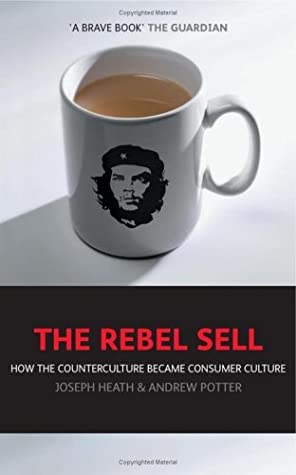 Copyrighted Material
'A BRAVE BOOK' THE GUARDIAN
THE REBEL SELL
HOW THE COUNTERCULTURE BECAME CONSUMER CULTURE
JOSEPH HEATH & ANDREW POTTER
Copyrighted Material